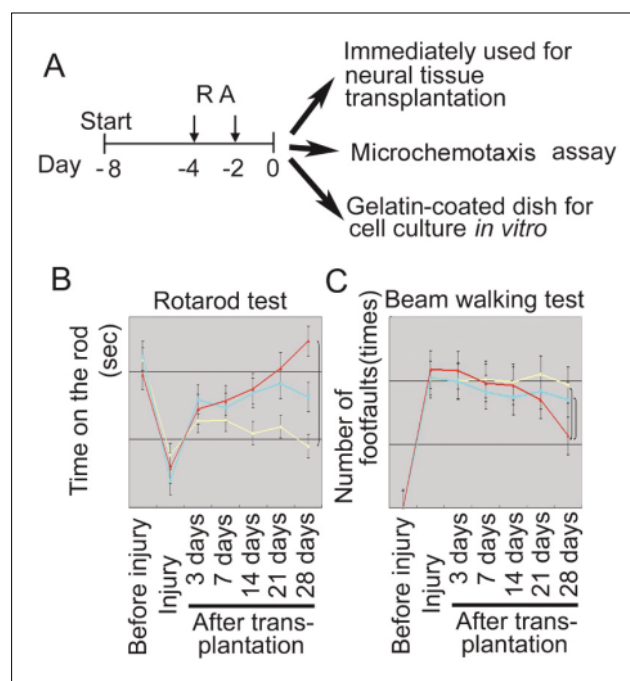 A
Immediately used for
neural tissue
transplantation
R A
Start
Day -8 -4 -2 0
Microchemotaxis assay
Gelatin-coated dish for
cell culture in vitro
B
Rotarod test
Time on the rod
(sec)
Before injury
Injury
3 days
7 days
14 days
21 days
28 days
After trans-
plantation
C
Beam walking test
Number of
footfaults(times)
Before injury
Injury
3 days
7 days
14 days
21 days
28 days
After trans-
plantation